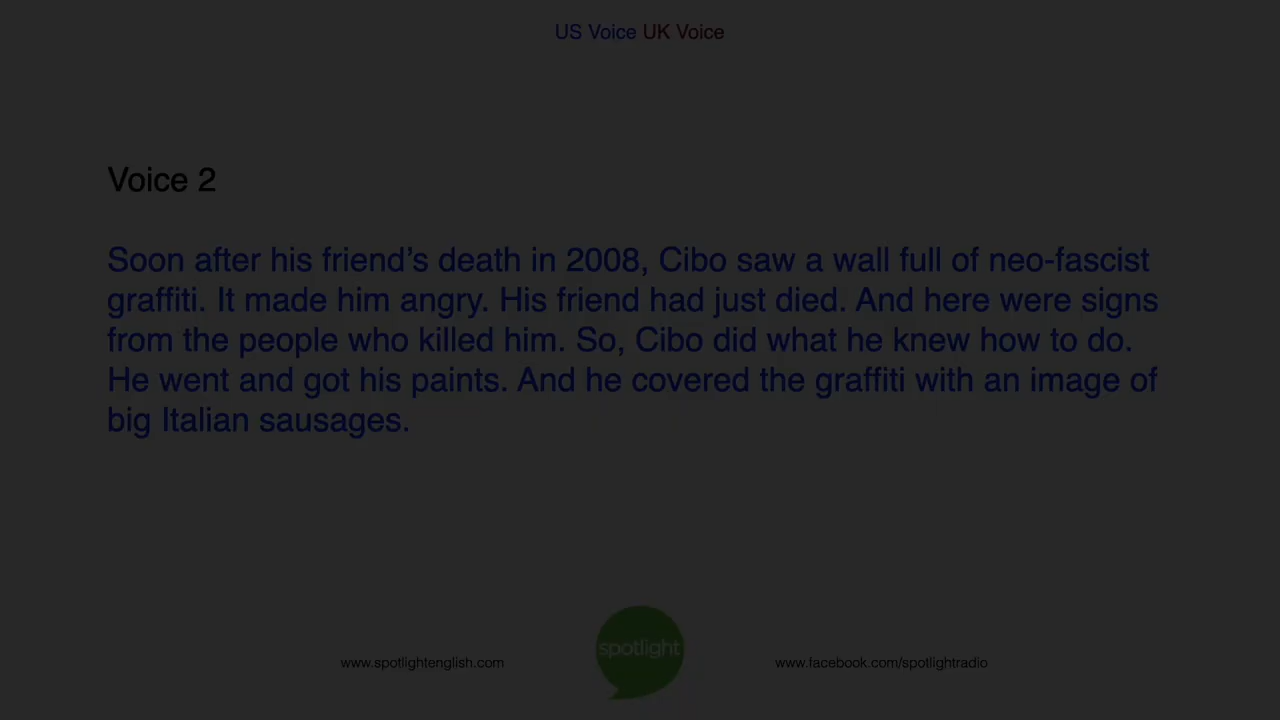 US Voice UK Voice
Voice 2
Soon after his friend’s death in 2008, Cibo saw a wall full of neo-fascist
graffiti. It made him angry. His friend had just died. And here were signs
from the people who killed him. So, Cibo did what he knew how to do.
He went and got his paints. And he covered the graffiti with an image of
big Italian sausages.
spotlight
www.spotlightenglish.com
www.facebook.com/spotlightradio